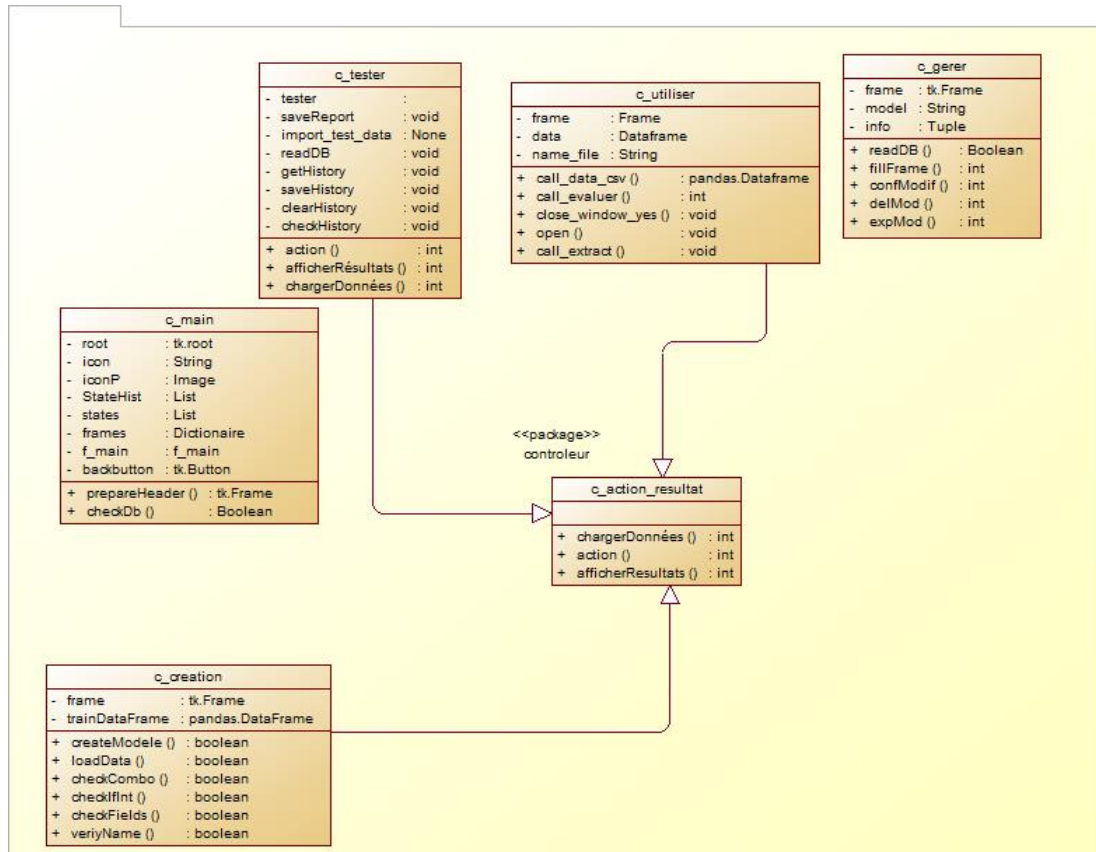 c_tester
- tester :
- saveReport : void
- import_test_data : None
- readDB : void
- getHistory : void
- saveHistory : void
- clearHistory : void
- checkHistory : void
+ action () : int
+ afficherRésultats () : int
+ chargerDonnées () : int
c_utiliser
- frame : Frame
- data : Dataframe
- name_file : String
+ call_data_csv () : pandas.Dataframe
+ call_evaluer () : int
+ close_window_yes () : void
+ open () : void
+ call_extract () : void
c_gerer
- frame : tk.Frame
- model : String
- info : Tuple
+ readDB () : Boolean
+ fillFrame () : int
+ confModif () : int
+ delMod () : int
+ expMod () : int
c_main
- root : tk.root
- icon : String
- iconP : Image
- StateHist : List
- states : List
- frames : Dictionaire
- f_main : f_main
- backbutton : tk.Button
+ prepareHeader () : tk.Frame
+ checkDb () : Boolean
<<package>>
controleur
c_action_resultat
+ chargerDonnées () : int
+ action () : int
+ afficherResultats () : int
c_creation
- frame : tk.Frame
- trainDataFrame : pandas.DataFrame
+ createModele () : boolean
+ loadData () : boolean
+ checkCombo () : boolean
+ checkIfInt () : boolean
+ checkFields () : boolean
+ veriyName () : boolean